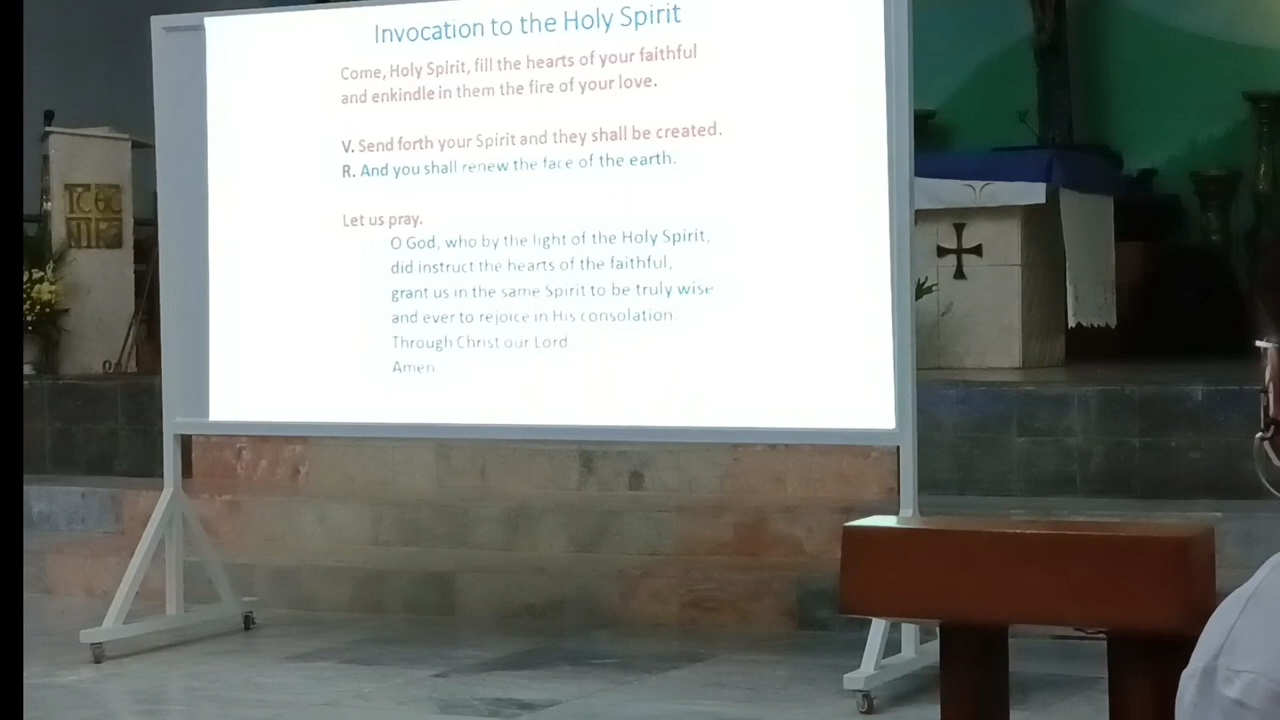 Invocation to the Holy Spirit
Come, Holy Spirit, fill the hearts of your faithful
and enkindle in them the fire of your love.
V. Send forth your Spirit and they shall be created.
R. And you shall renew the face of the earth.
Let us pray.
O God, who by the light of the Holy Spirit,
did instruct the hearts of the faithful,
grant us in the same Spirit to be truly wise
and ever to rejoice in His consolation.
Through Christ our Lord
Amen